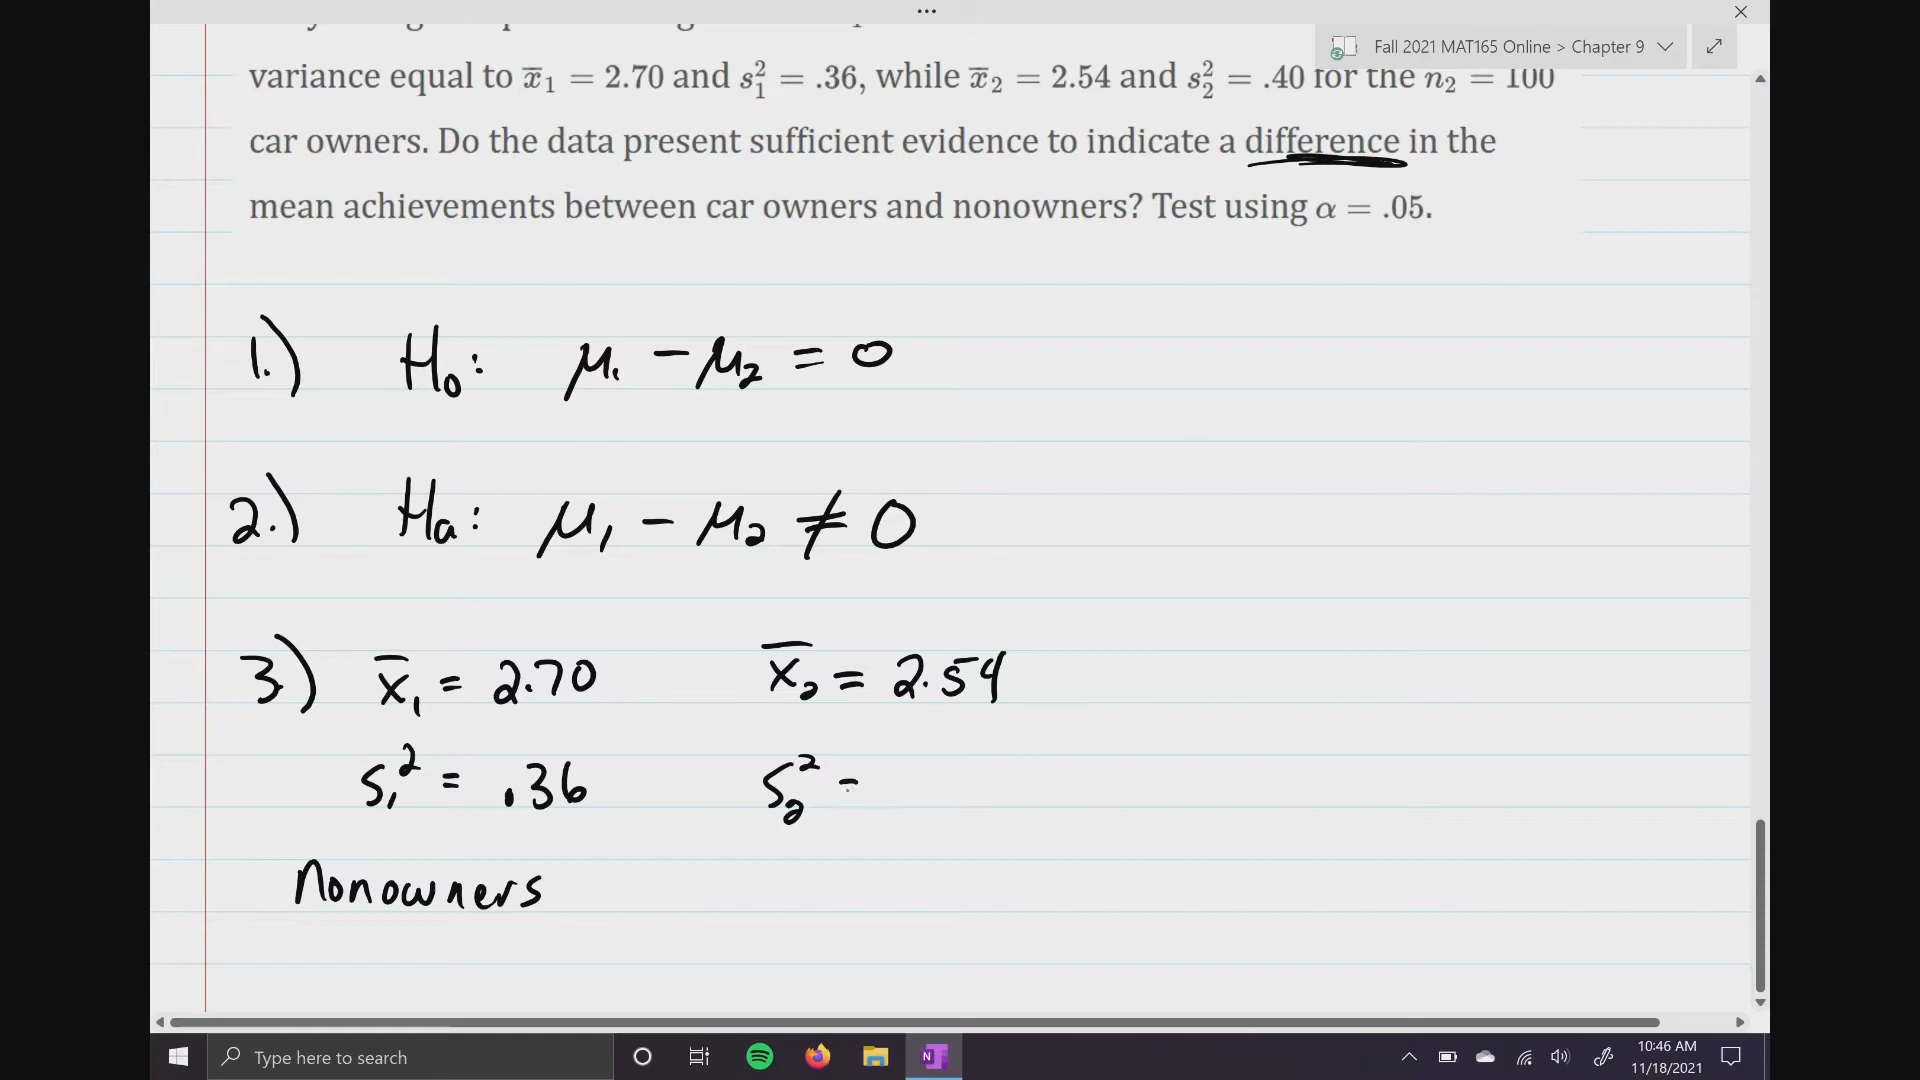 Fall 2021 MAT165 Online > Chapter 9
variance equal to x̄₁ = 2.70 and s₁² = .36, while x̄₂ = 2.54 and s₂² = .40 for the n₂ = 100
car owners. Do the data present sufficient evidence to indicate a difference in the
mean achievements between car owners and nonowners? Test using α = .05.
1.) H₀: μ₁ − μ₂ = 0
2.) Hₐ: μ₁ − μ₂ ≠ 0
3.) x̄₁ = 2.70 x̄₂ = 2.54
s₁² = .36 s₂² -
Nonowners
Type here to search
N
10:46 AM
11/18/2021